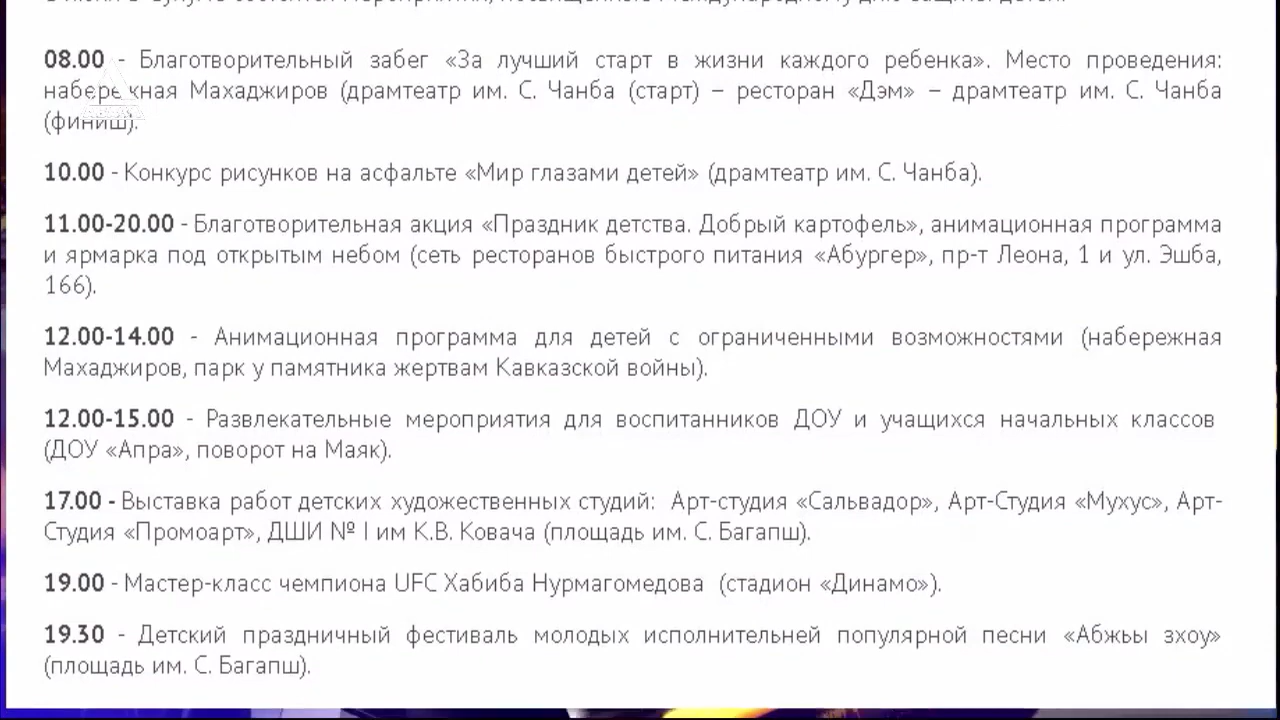 08.00 - Благотворительный забег «За лучший старт в жизни каждого ребенка». Место проведения:
набережная Махаджиров (драмтеатр им. С. Чанба (старт) – ресторан «Дэм» – драмтеатр им. С. Чанба
(финиш).
10.00 - Конкурс рисунков на асфальте «Мир глазами детей» (драмтеатр им. С. Чанба).
11.00-20.00 - Благотворительная акция «Праздник детства. Добрый картофель», анимационная программа
и ярмарка под открытым небом (сеть ресторанов быстрого питания «Абургер», пр-т Леона, 1 и ул. Эшба,
166).
12.00-14.00 - Анимационная программа для детей с ограниченными возможностями (набережная
Махаджиров, парк у памятника жертвам Кавказской войны).
12.00-15.00 - Развлекательные мероприятия для воспитанников ДОУ и учащихся начальных классов
(ДОУ «Апра», поворот на Маяк).
17.00 - Выставка работ детских художественных студий: Арт-студия «Сальвадор», Арт-Студия «Мухус», Арт-
Студия «Промоарт», ДШИ № I им К.В. Ковача (площадь им. С. Багапш).
19.00 - Мастер-класс чемпиона UFC Хабиба Нурмагомедова (стадион «Динамо»).
19.30 - Детский праздничный фестиваль молодых исполнительней популярной песни «Абжьы зхоу»
(площадь им. С. Багапш).